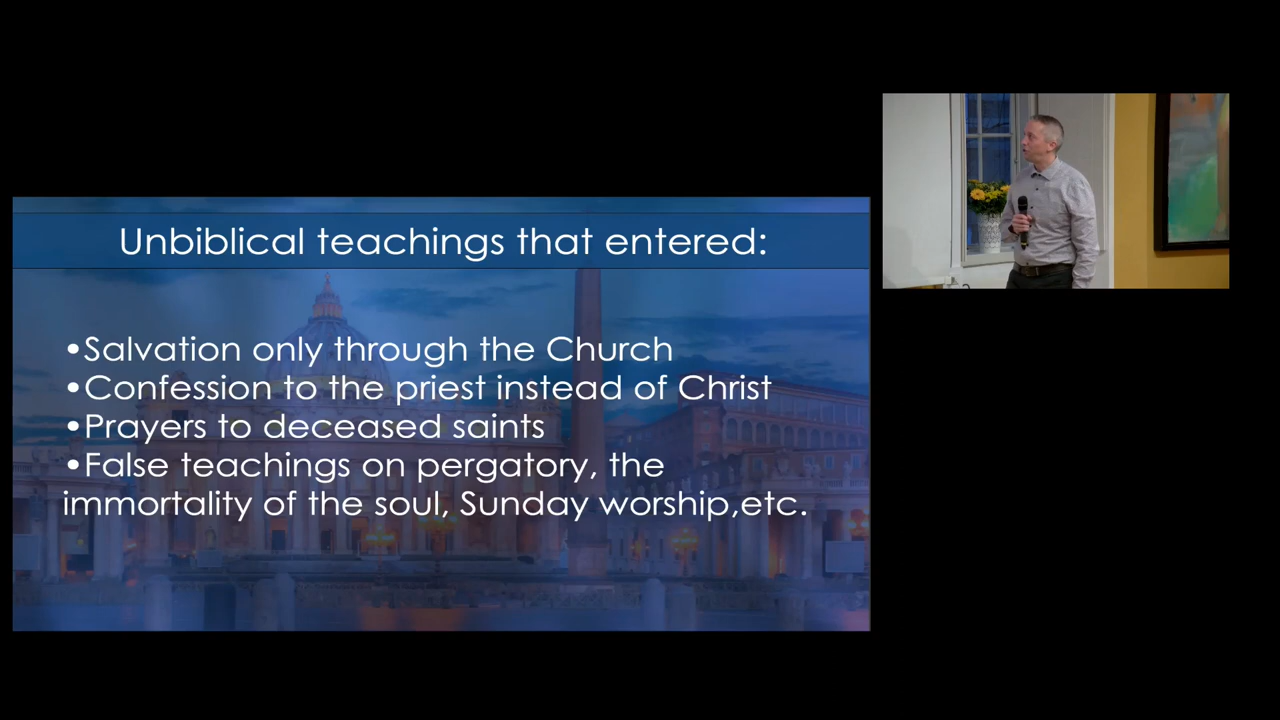 Unbiblical teachings that entered:
•Salvation only through the Church
•Confession to the priest instead of Christ
•Prayers to deceased saints
•False teachings on pergatory, the
immortality of the soul, Sunday worship,etc.